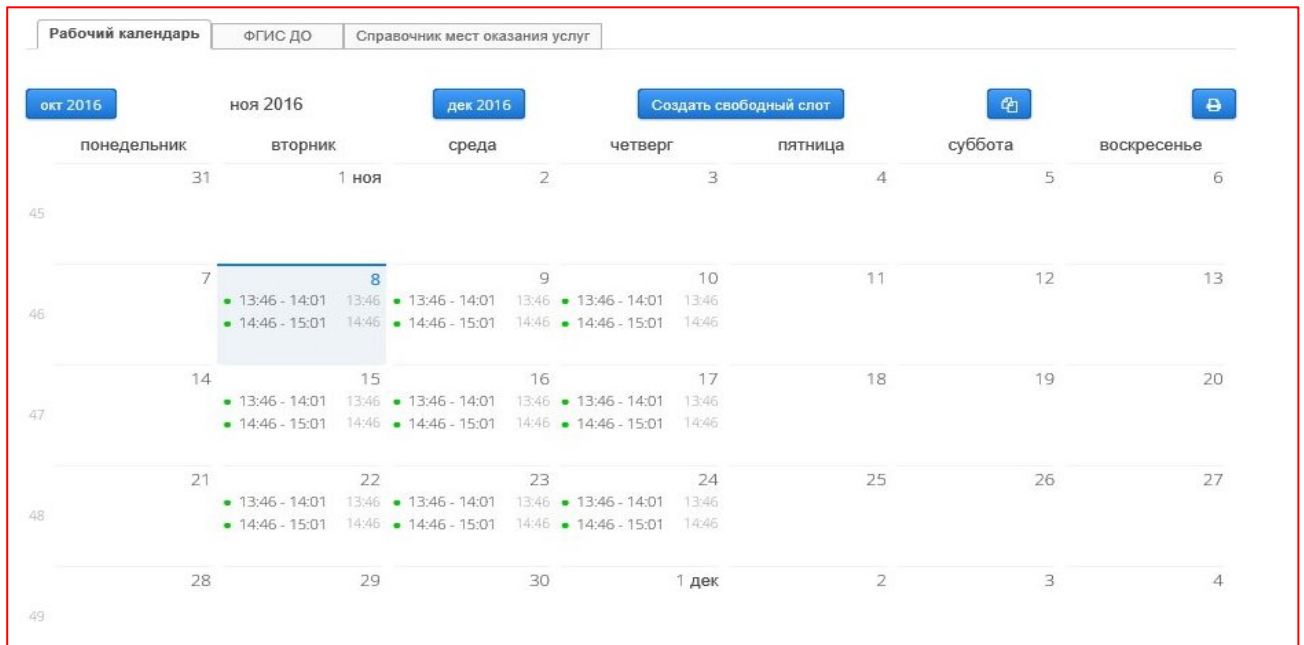 Рабочий календарь ФГИС ДО Справочник мест оказания услуг
окт 2016 ноя 2016 дек 2016 Создать свободный слот
понедельник вторник среда четверг пятница суббота воскресенье
31 1 ноя 2 3 4 5 6
45
7 8 9 10 11 12 13
13:46 - 14:01 13:46 13:46 - 14:01 13:46 13:46 - 14:01 13:46
46
14:46 - 15:01 14:46 14:46 - 15:01 14:46 14:46 - 15:01 14:46
14 15 16 17 18 19 20
13:46 - 14:01 13:46 13:46 - 14:01 13:46 13:46 - 14:01 13:46
47
14:46 - 15:01 14:46 14:46 - 15:01 14:46 14:46 - 15:01 14:46
21 22 23 24 25 26 27
13:46 - 14:01 13:46 13:46 - 14:01 13:46 13:46 - 14:01 13:46
48
14:46 - 15:01 14:46 14:46 - 15:01 14:46 14:46 - 15:01 14:46
28 29 30 1 дек 2 3 4
49